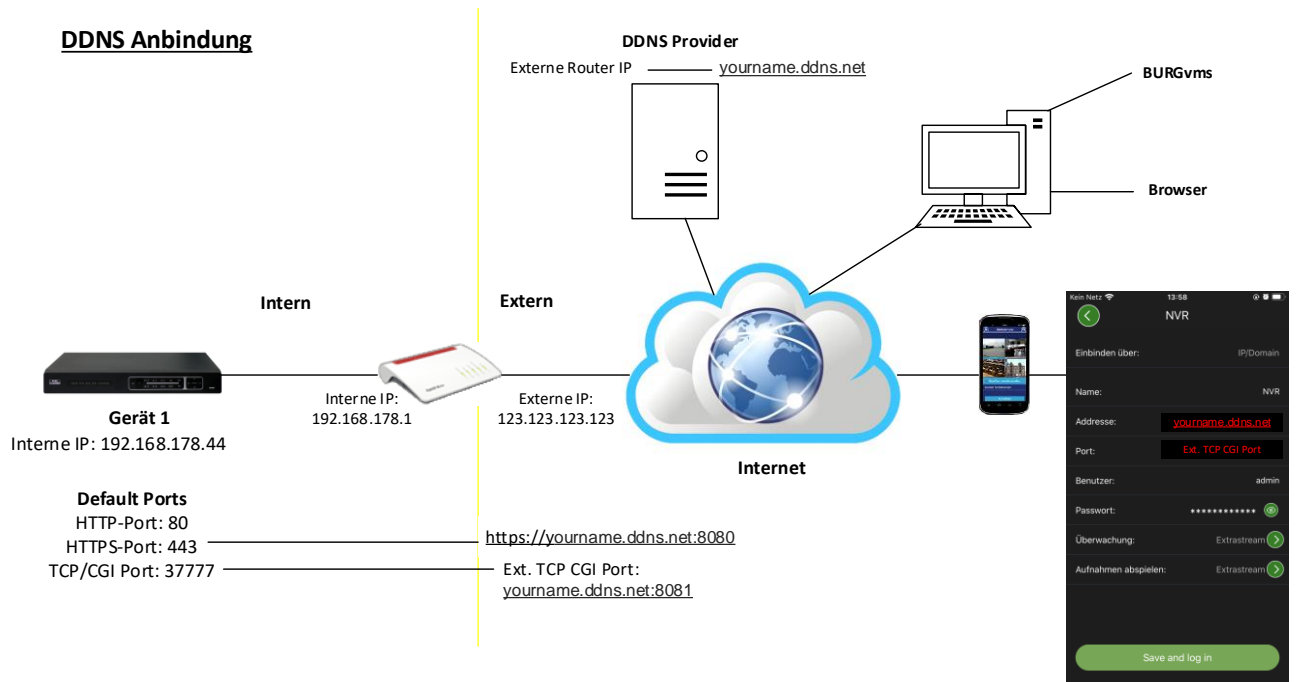 DDNS Anbindung
DDNS Provider
Externe Router IP
yourname.ddns.net
BURGvms
Browser
Intern
Extern
Gerät 1
Interne IP: 192.168.178.44
Interne IP:
192.168.178.1
Externe IP:
123.123.123.123
Internet
Default Ports
HTTP-Port: 80
HTTPS-Port: 443
TCP/CGI Port: 37777
https://yourname.ddns.net:8080
Ext. TCP CGI Port:
yourname.ddns.net:8081
Kein Netz
13:58
NVR
Einbinden über: IP/Domain
Name: NVR
Addresse: yourname.ddns.net
Port: Ext. TCP CGI Port
Benutzer: admin
Passwort: ************
Überwachung: Extrastream
Aufnahmen abspielen: Extrastream
Save and log in